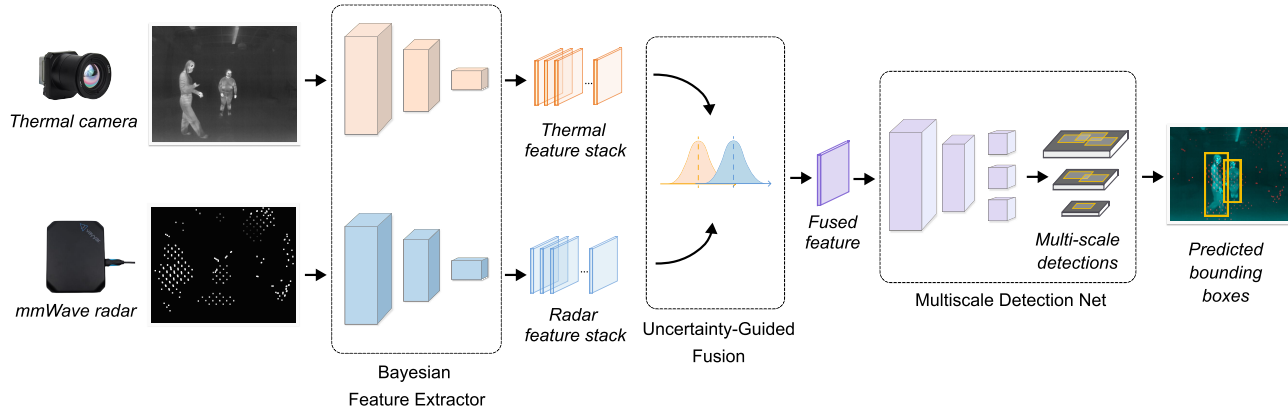 Thermal camera
mmWave radar
Bayesian
Feature Extractor
Thermal
feature stack
...
Radar
feature stack
...
Uncertainty-Guided
Fusion
Fused
feature
Multi-scale
detections
Multiscale Detection Net
Predicted
bounding
boxes